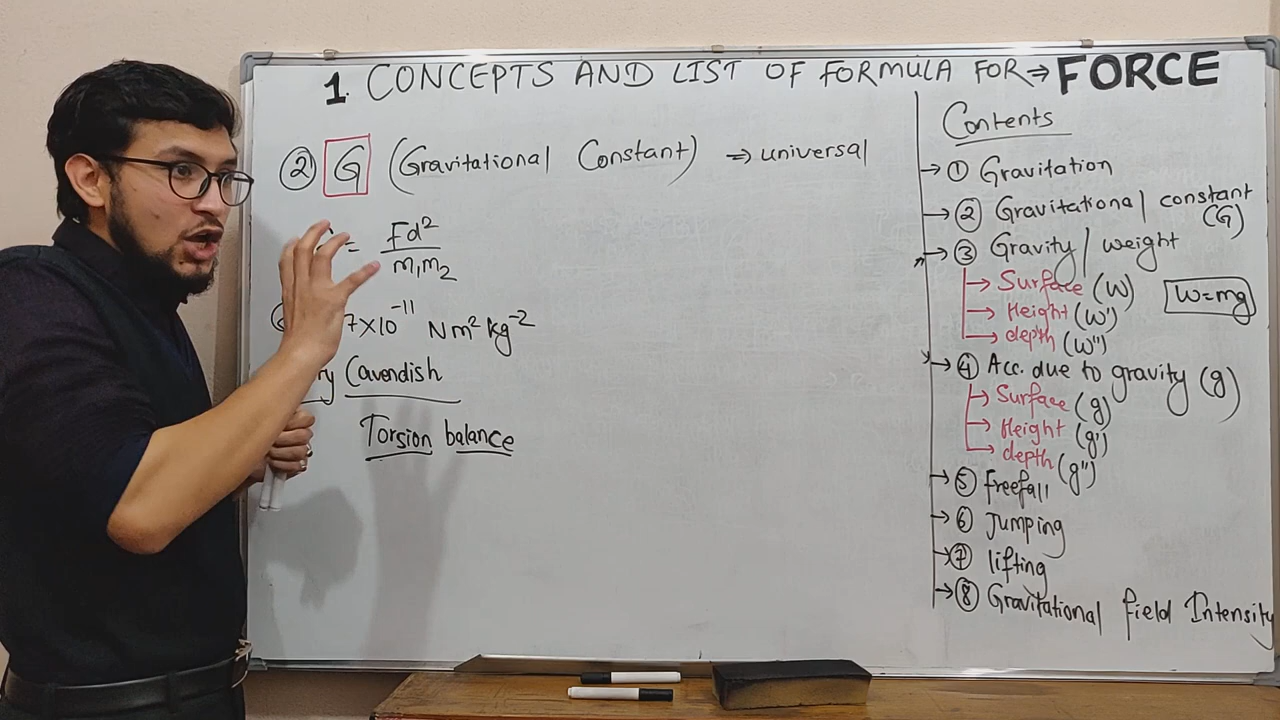 1. CONCEPTS AND LIST OF FORMULA FOR ⇒ FORCE
② G (Gravitational Constant) ⇒ universal
= Fd²/m₁m₂
7×10⁻¹¹ Nm² kg⁻²
ry Cavendish
Torsion balance
Contents
→ ① Gravitation
→ ② Gravitational constant (G)
→ ③ Gravity/weight
→ Surface (W)
→ Height (W')
→ depth (W'')
W=mg
→ ④ Acc. due to gravity (g)
→ Surface (g)
→ Height (g')
→ depth (g'')
→ ⑤ freefall
→ ⑥ Jumping
→ ⑦ lifting
→ ⑧ Gravitational field Intensity